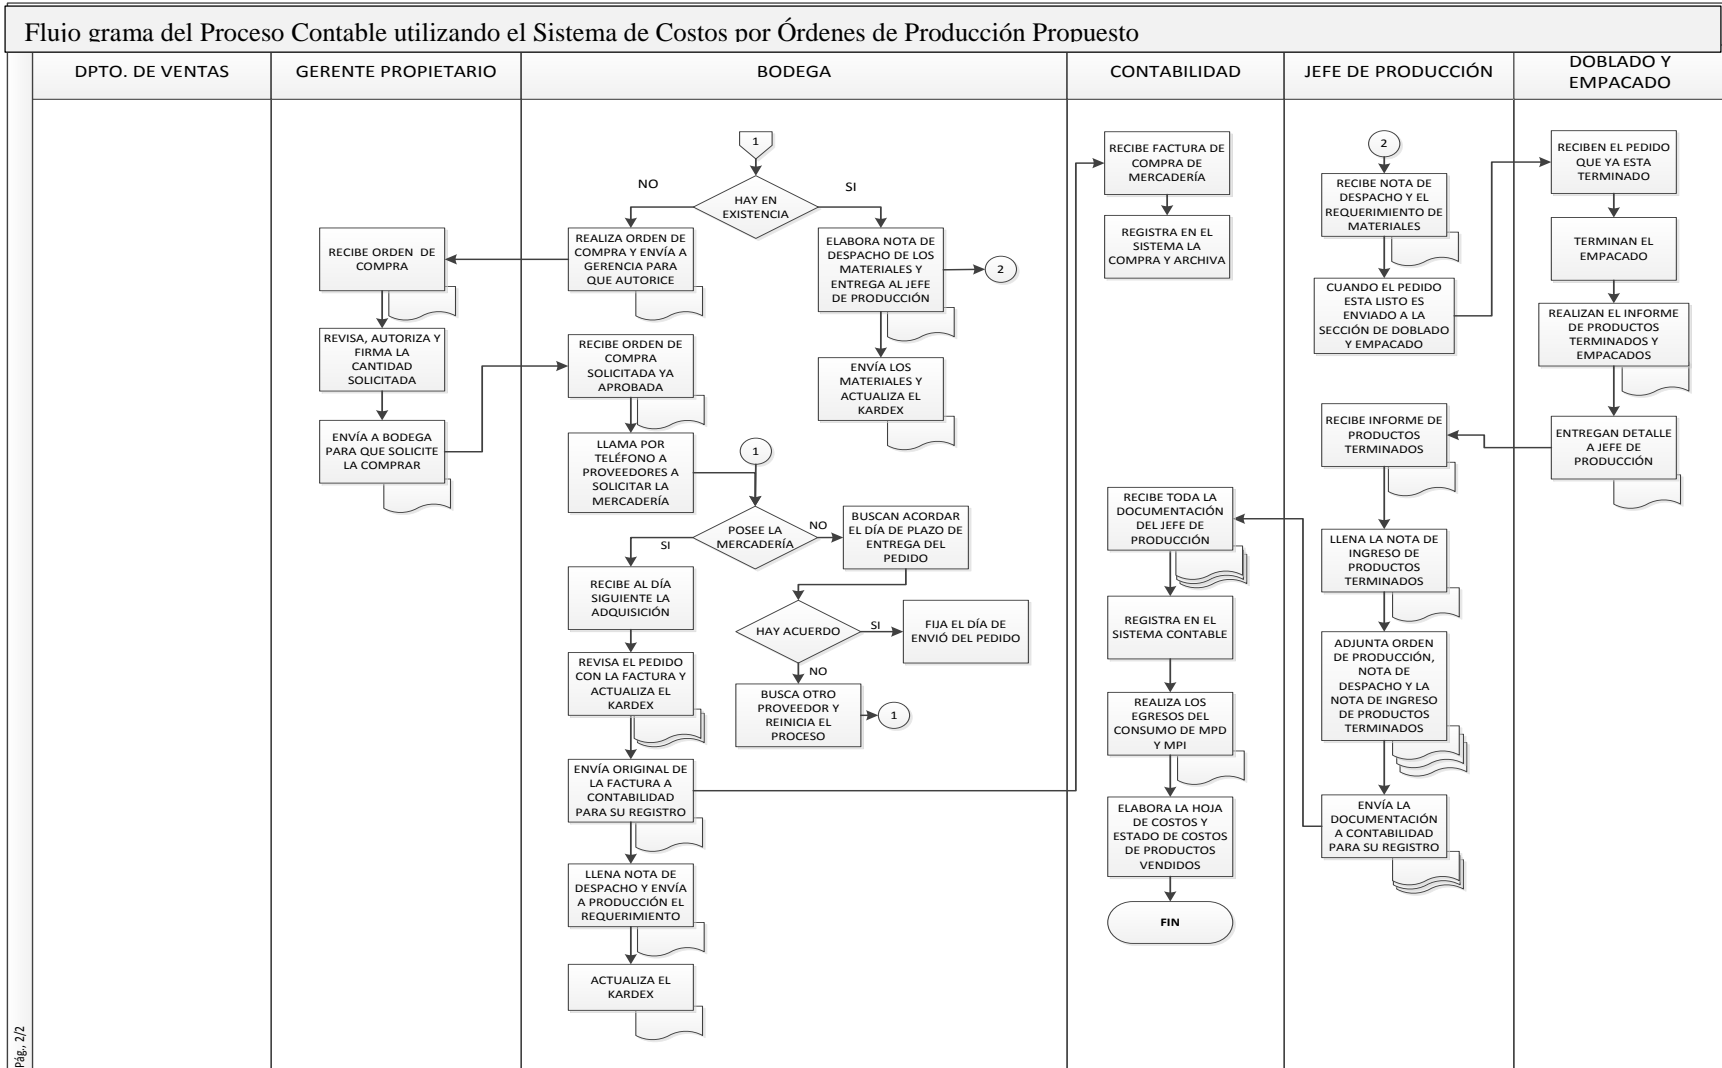 Flujo grama del Proceso Contable utilizando el Sistema de Costos por Órdenes de Producción Propuesto
DPTO. DE VENTAS
GERENTE PROPIETARIO
BODEGA
CONTABILIDAD
JEFE DE PRODUCCIÓN
DOBLADO Y
EMPACADO
RECIBE ORDEN DE
COMPRA
REVISA, AUTORIZA Y
FIRMA LA
CANTIDAD
SOLICITADA
ENVÍA A BODEGA
PARA QUE SOLICITE
LA COMPRAR
1
HAY EN
EXISTENCIA
NO
SI
REALIZA ORDEN DE
COMPRA Y ENVÍA A
GERENCIA PARA
QUE AUTORICE
ELABORA NOTA DE
DESPACHO DE LOS
MATERIALES Y
ENTREGA AL JEFE
DE PRODUCCIÓN
2
RECIBE ORDEN DE
COMPRA
SOLICITADA YA
APROBADA
ENVÍA LOS
MATERIALES Y
ACTUALIZA EL
KARDEX
LLAMA POR
TELÉFONO A
PROVEEDORES A
SOLICITAR LA
MERCADERÍA
1
POSEE LA
MERCADERÍA
SI
NO
BUSCAN ACORDAR
EL DÍA DE PLAZO DE
ENTREGA DEL
PEDIDO
RECIBE AL DÍA
SIGUIENTE LA
ADQUISICIÓN
HAY ACUERDO
SI
FIJA EL DÍA DE
ENVIÓ DEL PEDIDO
NO
REVISA EL PEDIDO
CON LA FACTURA Y
ACTUALIZA EL
KARDEX
BUSCA OTRO
PROVEEDOR Y
REINICIA EL
PROCESO
1
ENVÍA ORIGINAL DE
LA FACTURA A
CONTABILIDAD
PARA SU REGISTRO
LLENA NOTA DE
DESPACHO Y ENVÍA
A PRODUCCIÓN EL
REQUERIMIENTO
ACTUALIZA EL
KARDEX
RECIBE FACTURA DE
COMPRA DE
MERCADERÍA
REGISTRA EN EL
SISTEMA LA
COMPRA Y ARCHIVA
RECIBE TODA LA
DOCUMENTACIÓN
DEL JEFE DE
PRODUCCIÓN
REGISTRA EN EL
SISTEMA CONTABLE
REALIZA LOS
EGRESOS DEL
CONSUMO DE MPD
Y MPI
ELABORA LA HOJA
DE COSTOS Y
ESTADO DE COSTOS
DE PRODUCTOS
VENDIDOS
FIN
2
RECIBE NOTA DE
DESPACHO Y EL
REQUERIMIENTO DE
MATERIALES
CUANDO EL PEDIDO
ESTA LISTO ES
ENVIADO A LA
SECCIÓN DE DOBLADO
Y EMPACADO
RECIBE INFORME DE
PRODUCTOS
TERMINADOS
LLENA LA NOTA DE
INGRESO DE
PRODUCTOS
TERMINADOS
ADJUNTA ORDEN
DE PRODUCCIÓN,
NOTA DE
DESPACHO Y LA
NOTA DE INGRESO
DE PRODUCTOS
TERMINADOS
ENVÍA LA
DOCUMENTACIÓN
A CONTABILIDAD
PARA SU REGISTRO
RECIBEN EL PEDIDO
QUE YA ESTA
TERMINADO
TERMINAN EL
EMPACADO
REALIZAN EL INFORME
DE PRODUCTOS
TERMINADOS Y
EMPACADOS
ENTREGAN DETALLE
A JEFE DE
PRODUCCIÓN
Pág., 2/2